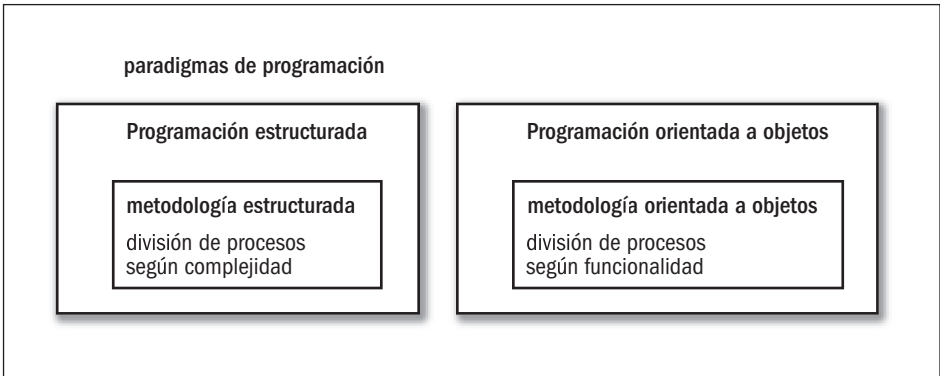 paradigmas de programación
Programación estructurada
metodología estructurada
división de procesos
según complejidad
Programación orientada a objetos
metodología orientada a objetos
división de procesos
según funcionalidad